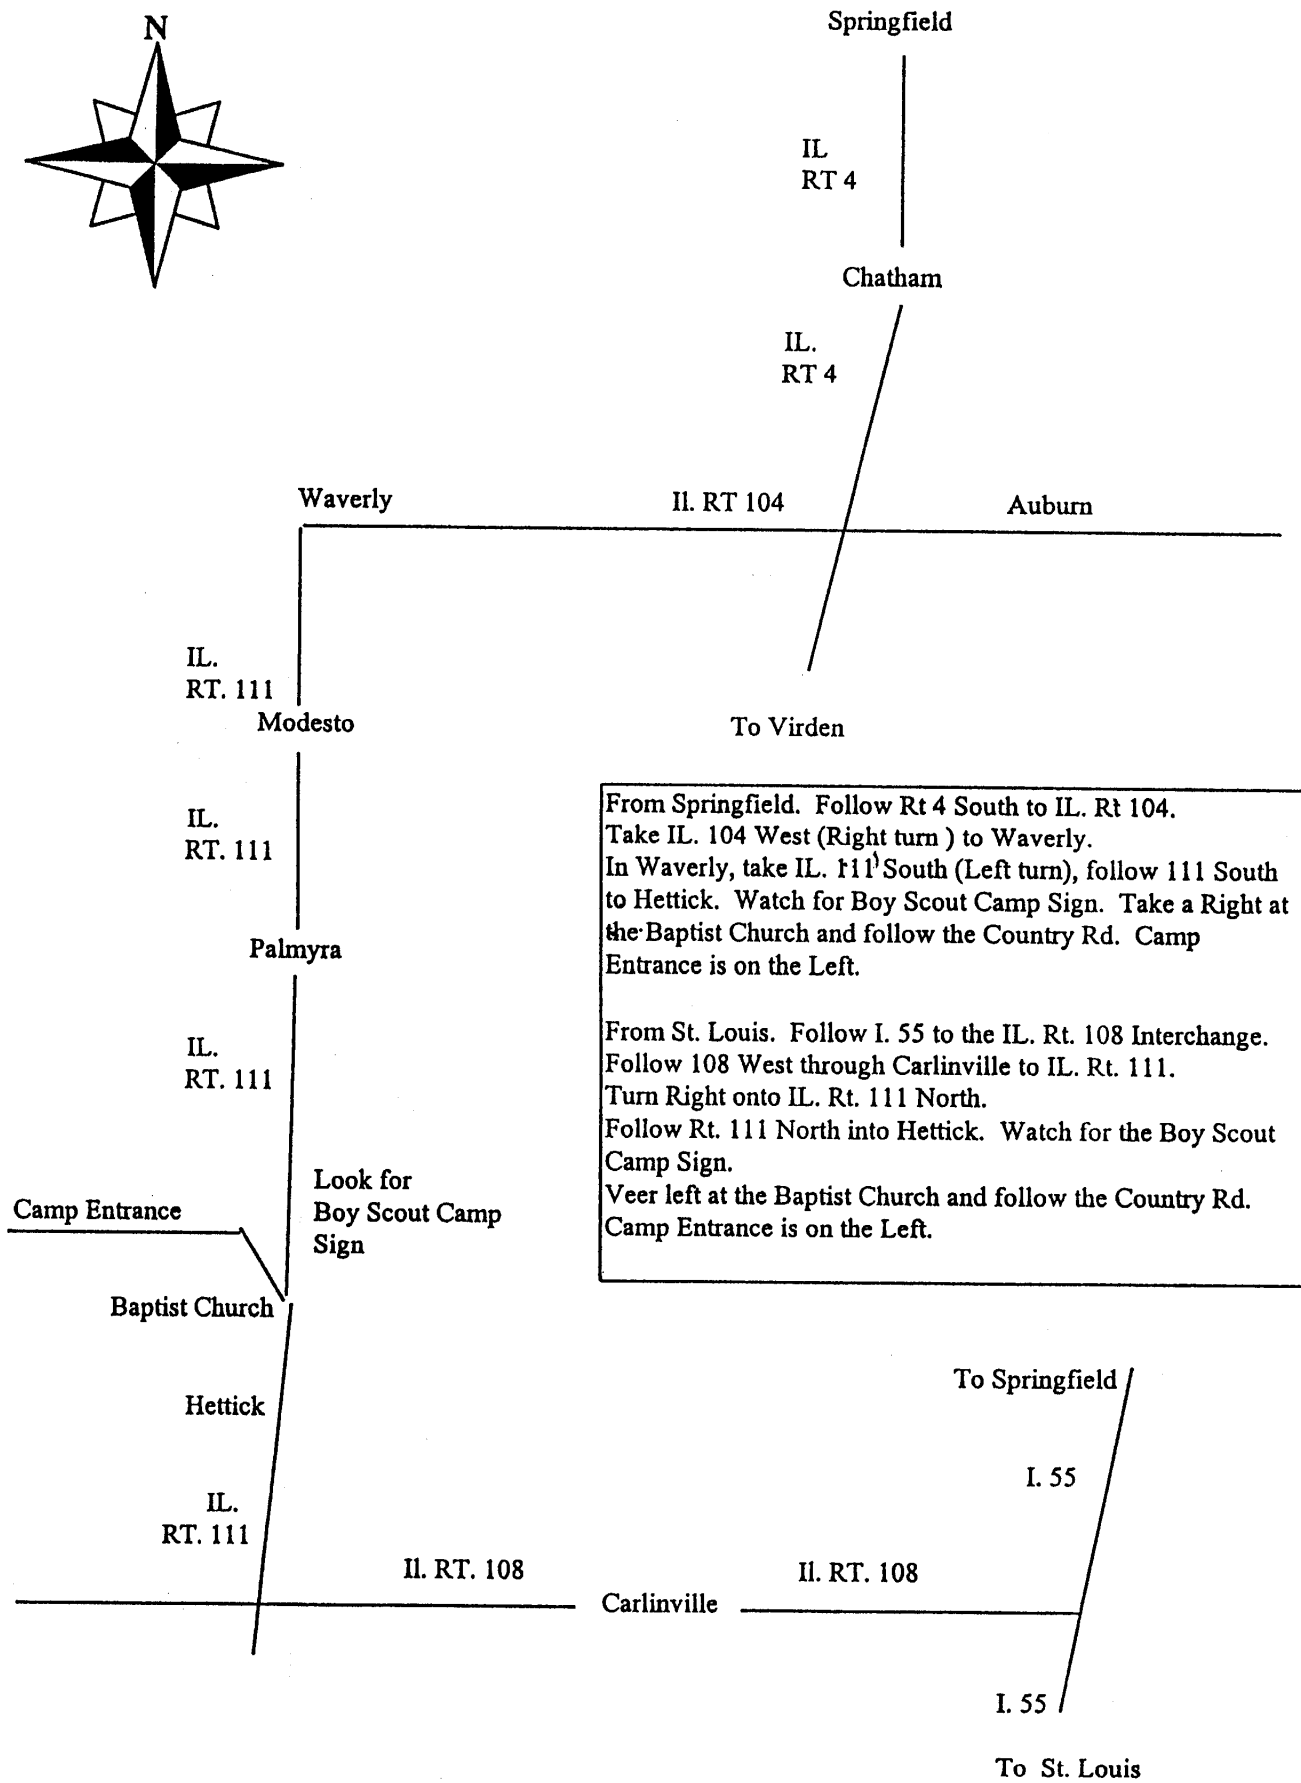 N
Springfield
IL
RT 4
Chatham
IL.
RT 4
Waverly
Il. RT 104
Auburn
IL.
RT. 111
Modesto
To Virden
IL.
RT. 111
From Springfield. Follow Rt 4 South to IL. Rt 104.
Take IL. 104 West (Right turn ) to Waverly.
In Waverly, take IL. 111 South (Left turn), follow 111 South
to Hettick. Watch for Boy Scout Camp Sign. Take a Right at
the Baptist Church and follow the Country Rd. Camp
Entrance is on the Left.
From St. Louis. Follow I. 55 to the IL. Rt. 108 Interchange.
Follow 108 West through Carlinville to IL. Rt. 111.
Turn Right onto IL. Rt. 111 North.
Follow Rt. 111 North into Hettick. Watch for the Boy Scout
Camp Sign.
Veer left at the Baptist Church and follow the Country Rd.
Camp Entrance is on the Left.
Palmyra
IL.
RT. 111
Look for
Boy Scout Camp
Sign
Camp Entrance
Baptist Church
Hettick
To Springfield
I. 55
IL.
RT. 111
Il. RT. 108
Il. RT. 108
Carlinville
I. 55
To St. Louis